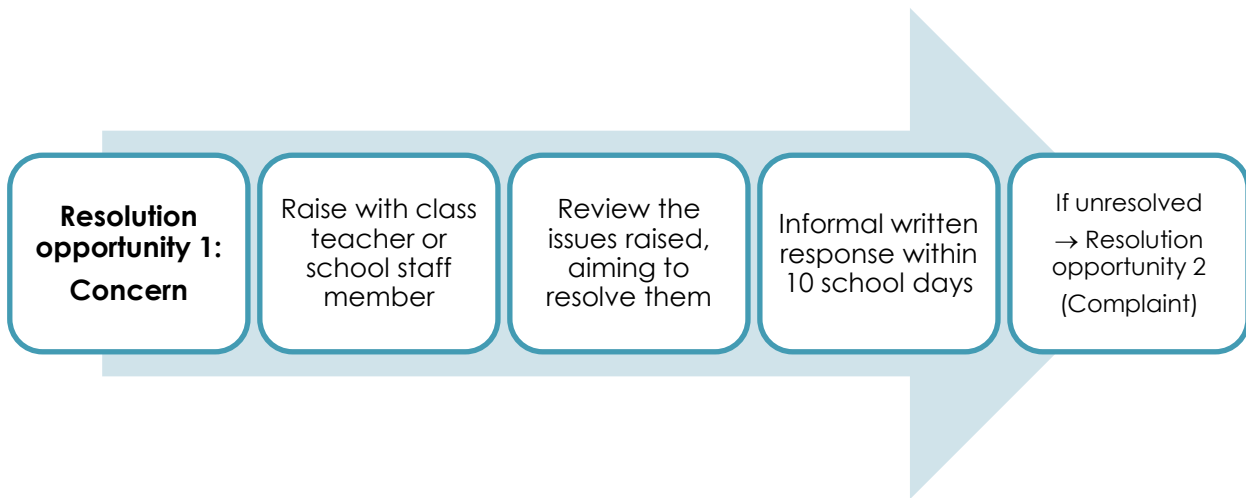 Resolution
opportunity 1:
Concern
Raise with class
teacher or
school staff
member
Review the
issues raised,
aiming to
resolve them
Informal written
response within
10 school days
If unresolved
→ Resolution
opportunity 2
(Complaint)